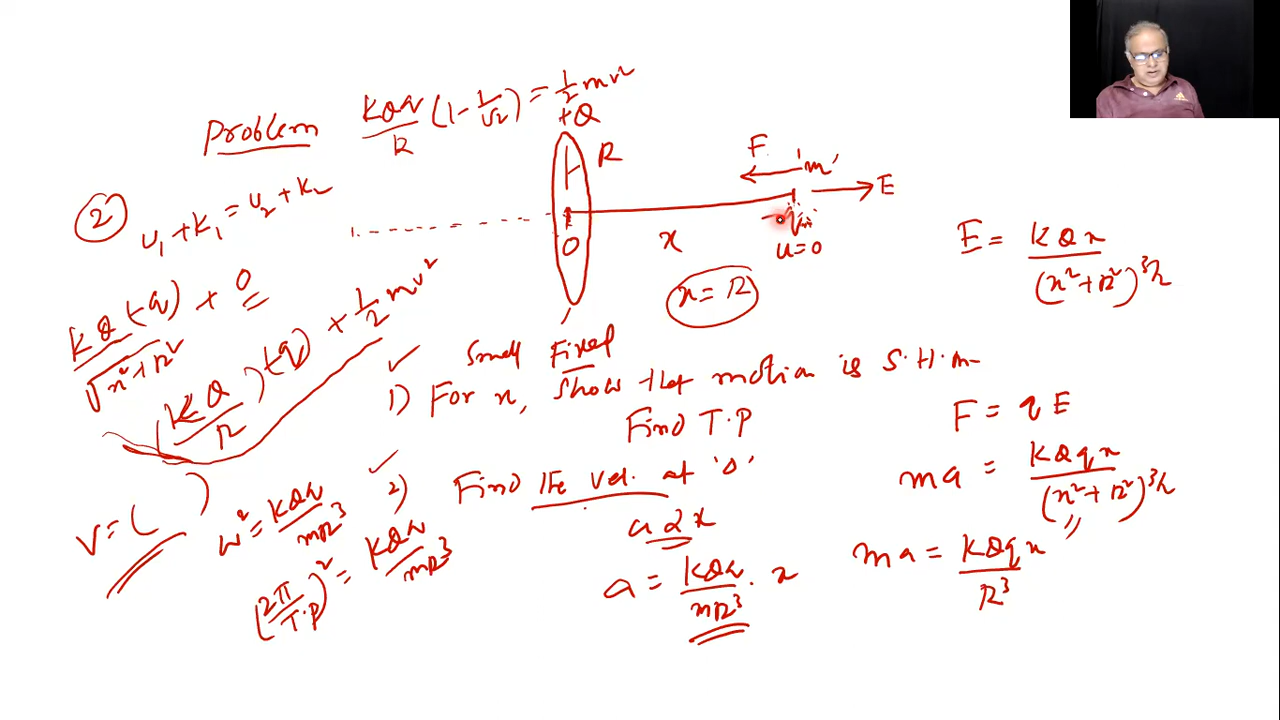 Problem
KQq/R (1 - 1/√2) = 1/2 mv²
+Q
R
F
'm'
E
-q
u=0
O
x
x = R
②
U₁ + K₁ = U₂ + K₂
KQ(-q)/√x²+R² + 0
(KQ/R)(-q) + 1/2 mv²
V = ( )
E = KQx/(x²+R²)^3/2
Small Fixed
1) For x, Show that motion is S.H.M
Find T.P
2) Find the vel. at 'O'
F = qE
ma = KQqx/(x²+R²)^3/2
ma = KQqx/R³
a α x
a = KQq/mR³ . x
w² = KQq/mR³
(2π/T.P)² = KQq/mR³